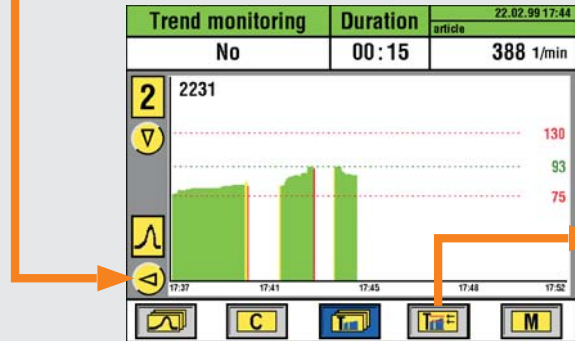 Trend monitoring Duration 22.02.99 17:44
article
No 00:15 388 1/min
2 2231
130
93
75
17:37 17:41 17:45 17:48 17:52
C T T M